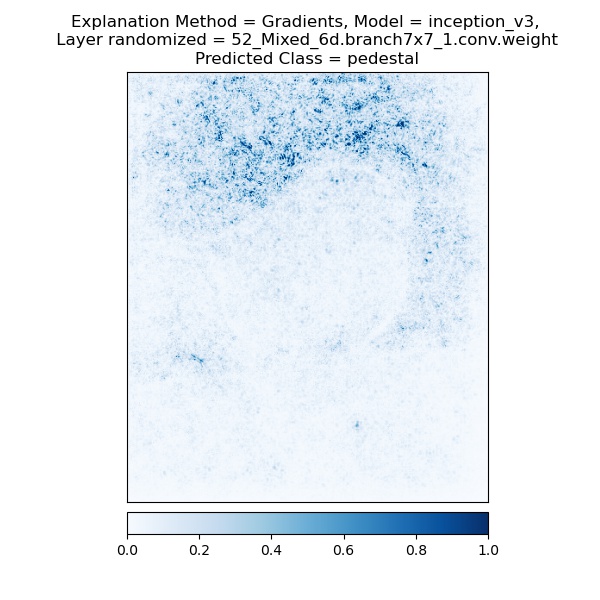 Explanation Method = Gradients, Model = inception_v3,
Layer randomized = 52_Mixed_6d.branch7x7_1.conv.weight
Predicted Class = pedestal
0.0 0.2 0.4 0.6 0.8 1.0